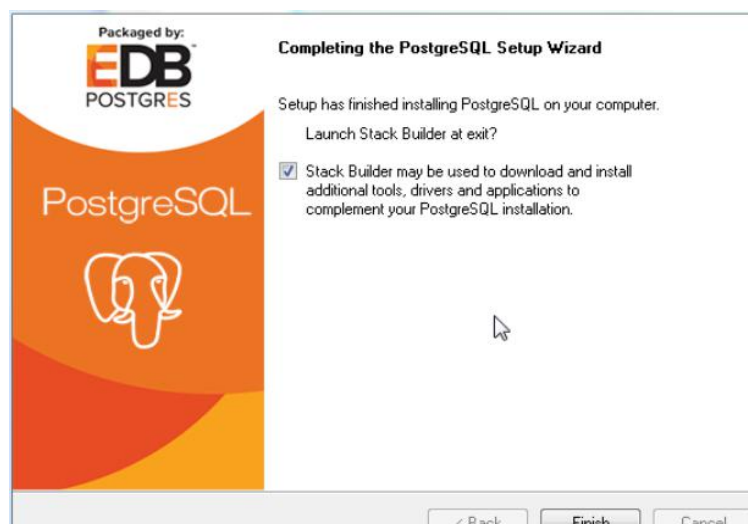 Packaged by:
EDB
POSTGRES
PostgreSQL
Completing the PostgreSQL Setup Wizard
Setup has finished installing PostgreSQL on your computer.
Launch Stack Builder at exit?
Stack Builder may be used to download and install
additional tools, drivers and applications to
complement your PostgreSQL installation.
< Back Finish Cancel